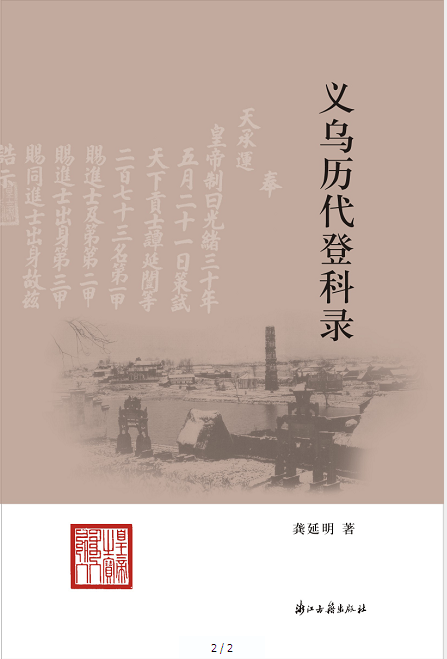 义乌历代登科录
奉
天承運
皇帝制曰光緒三十年
五月二十一日策試
天下貢士譚延闓等
二百七十三名第一甲
賜進士及第第二甲
賜進士出身第三甲
賜同進士出身故茲
誥示
龚延明 著
皇帝之寶
浙江古籍出版社
2 / 2